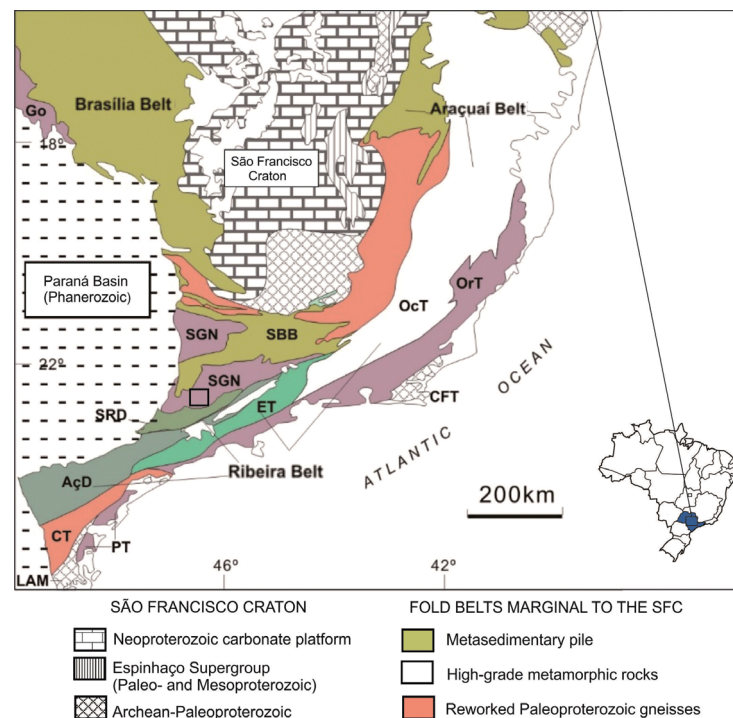 Brasília Belt
Go
18º
São Francisco
Craton
Araçuaí Belt
Paraná Basin
(Phanerozoic)
OrT
OcT
SGN
SBB
22º
SGN
CFT
SRD
ET
ATLANTIC OCEAN
Ribeira Belt
AçD
200km
CT
PT
LAM
46º
42º
SÃO FRANCISCO CRATON
Neoproterozoic carbonate platform
Espinhaço Supergroup
(Paleo- and Mesoproterozoic)
Archean-Paleoproterozoic
FOLD BELTS MARGINAL TO THE SFC
Metasedimentary pile
High-grade metamorphic rocks
Reworked Paleoproterozoic gneisses